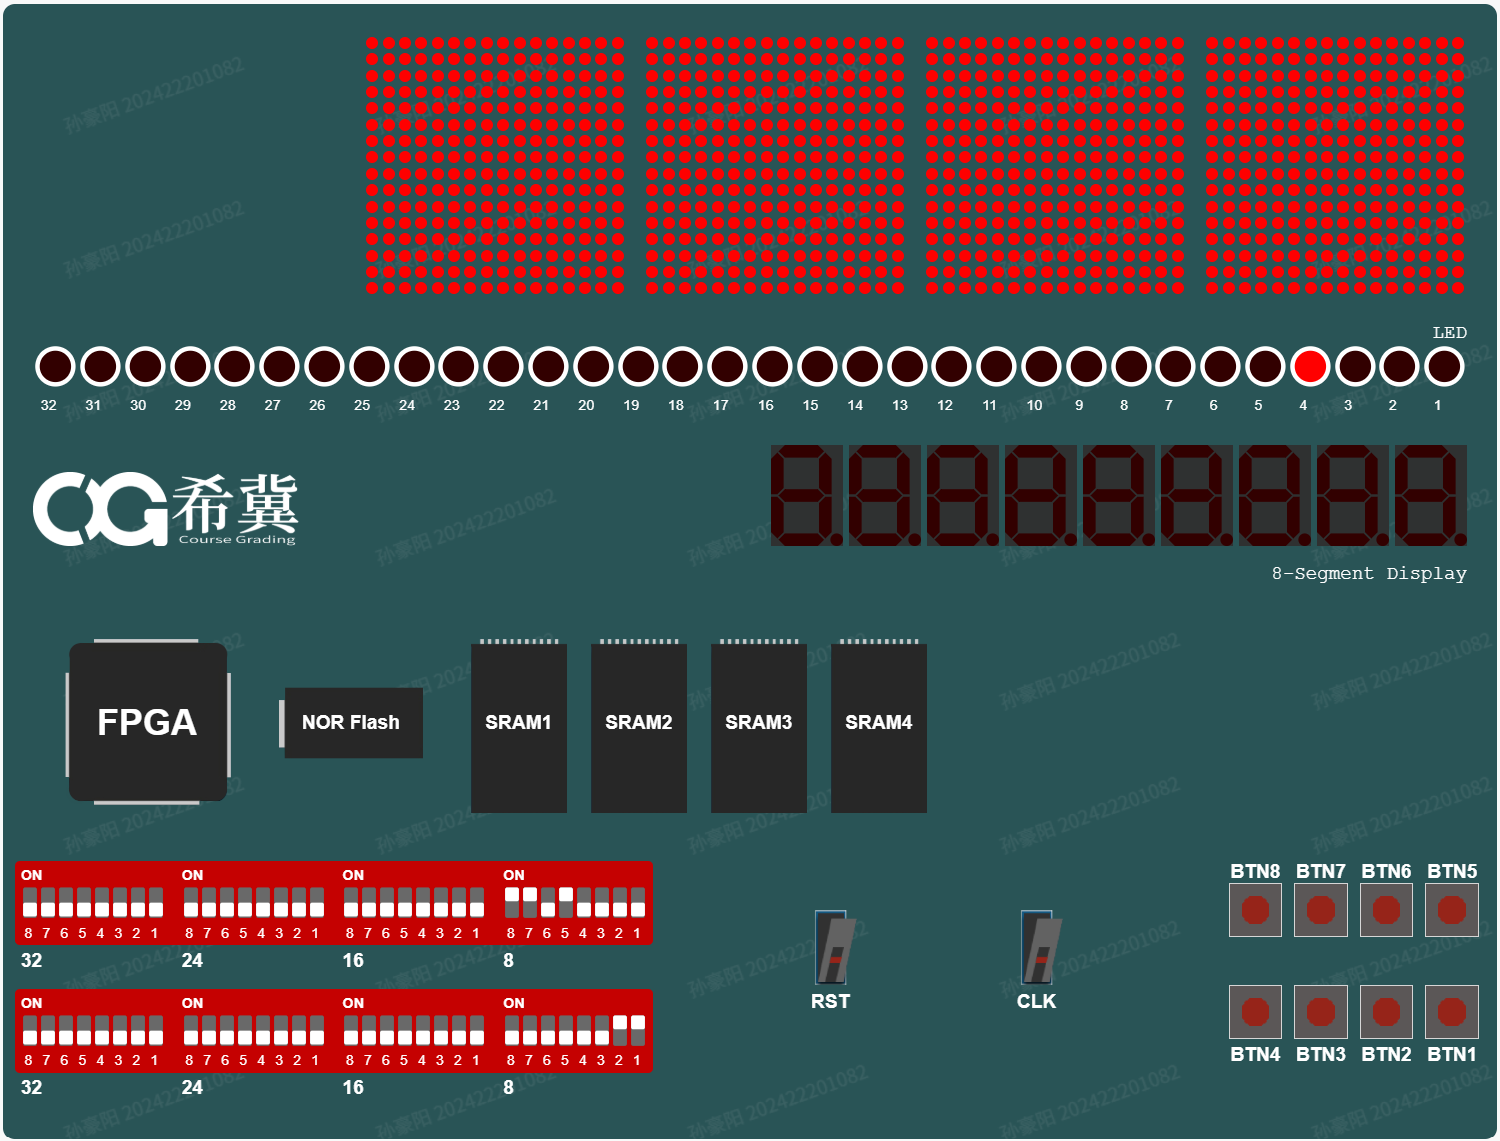 LED
32 31 30 29 28 27 26 25 24 23 22 21 20 19 18 17 16 15 14 13 12 11 10 9 8 7 6 5 4 3 2 1
CG希冀
Course Grading
8-Segment Display
FPGA
NOR Flash
SRAM1
SRAM2
SRAM3
SRAM4
ON ON ON ON
8 7 6 5 4 3 2 1 8 7 6 5 4 3 2 1 8 7 6 5 4 3 2 1 8 7 6 5 4 3 2 1
32 24 16 8
ON ON ON ON
8 7 6 5 4 3 2 1 8 7 6 5 4 3 2 1 8 7 6 5 4 3 2 1 8 7 6 5 4 3 2 1
32 24 16 8
RST
CLK
BTN8 BTN7 BTN6 BTN5
BTN4 BTN3 BTN2 BTN1
孙豪阳 202422201082